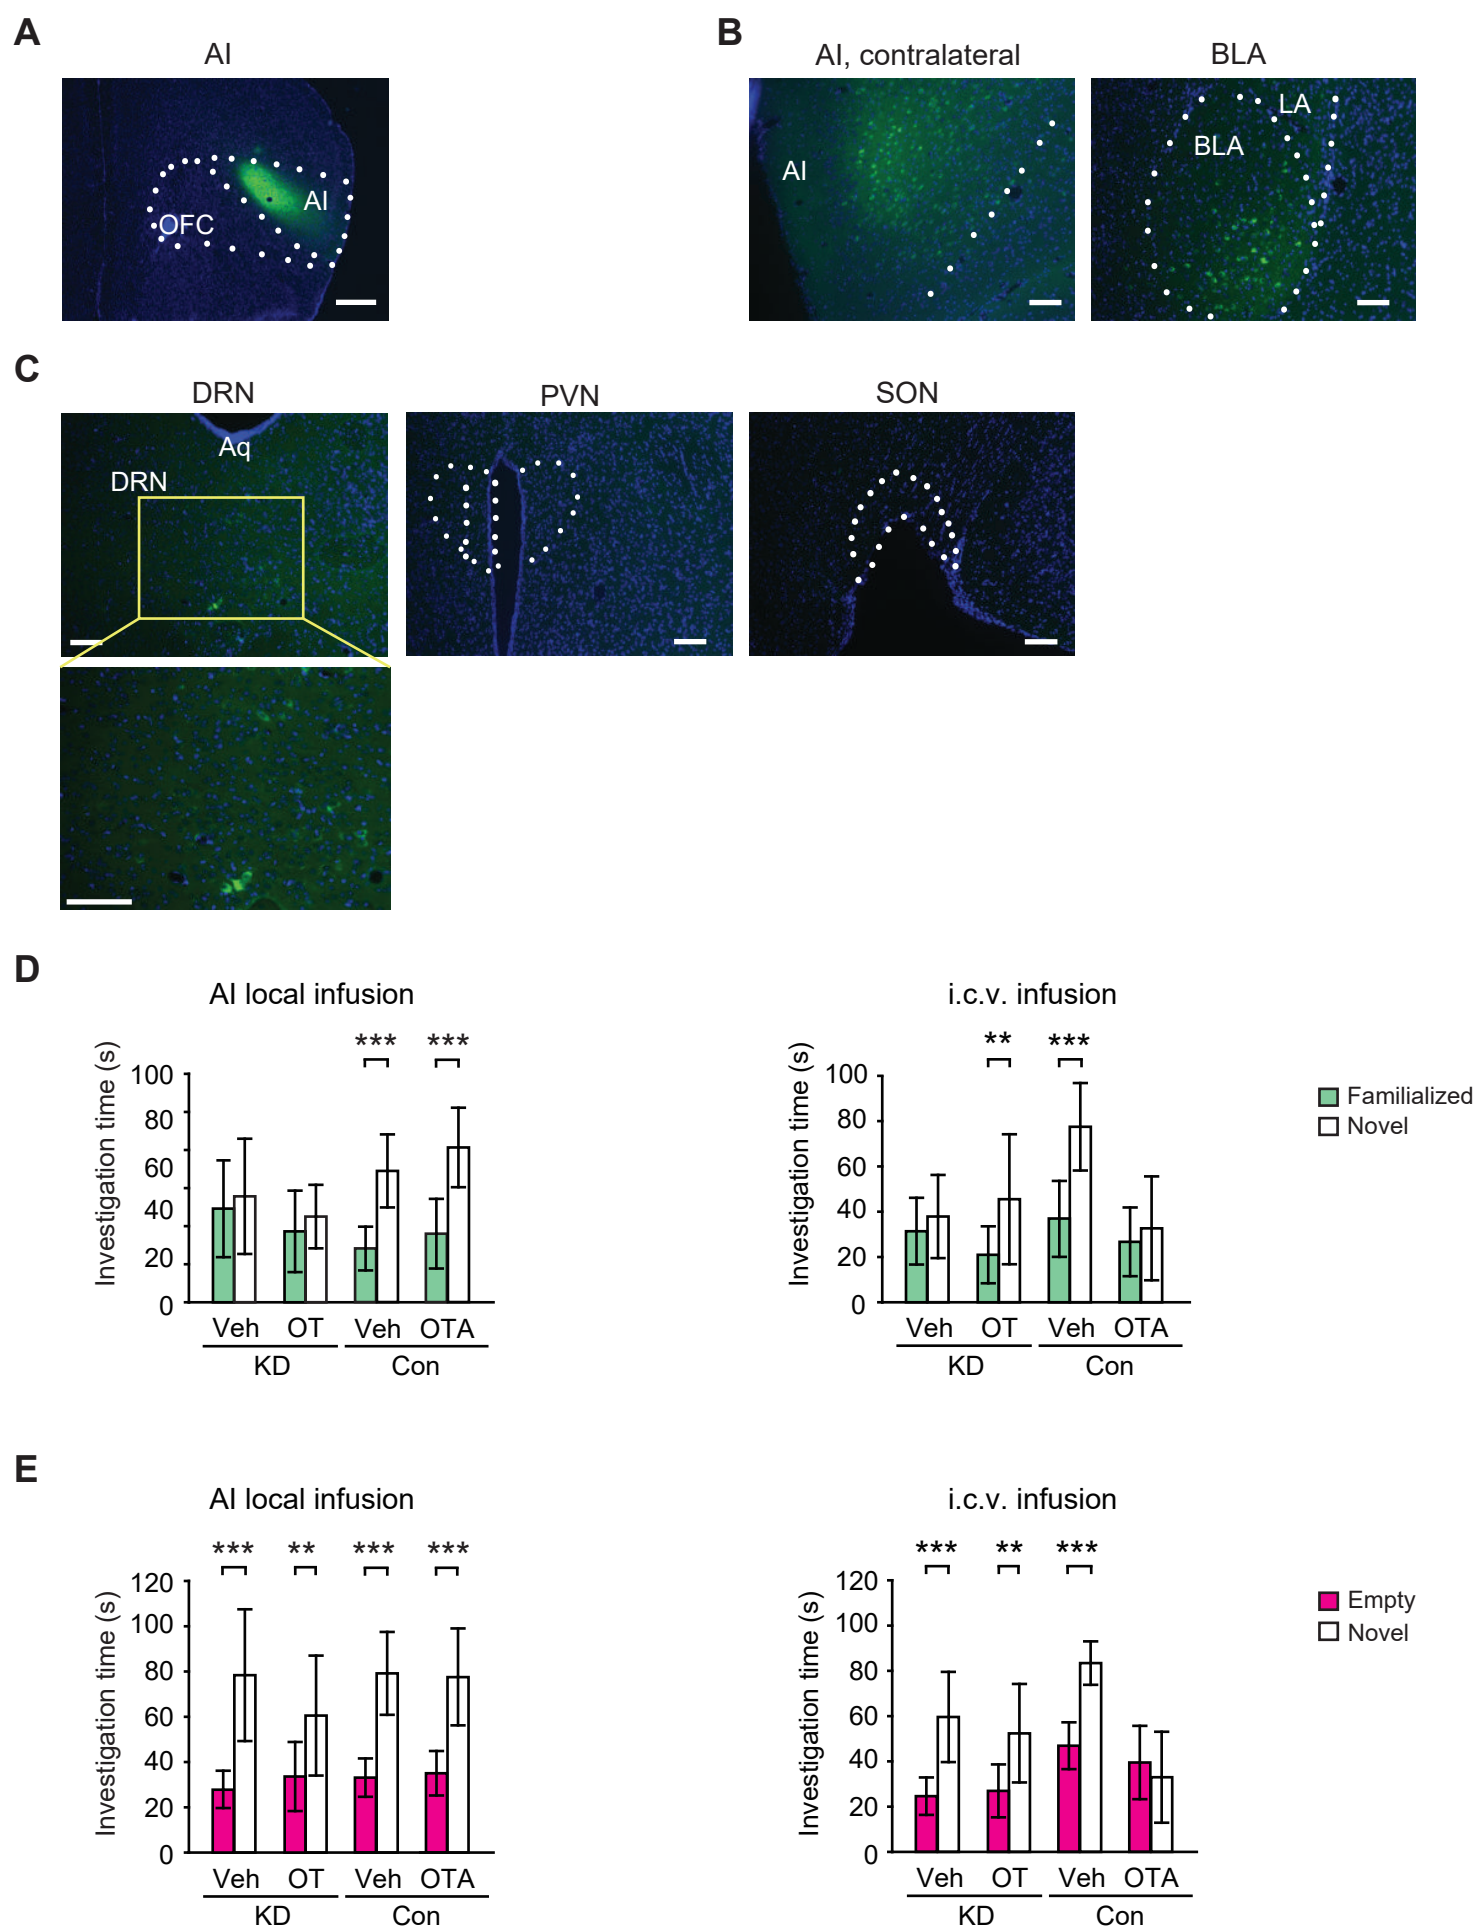 A
AI
OFC
AI
B
AI, contralateral
BLA
AI
LA
BLA
C
DRN
PVN
SON
Aq
DRN
D
AI local infusion
i.c.v. infusion
*** ***
** ***
Investigation time (s)
100
80
60
40
20
0
Veh OT Veh OTA
KD Con
Investigation time (s)
100
80
60
40
20
0
Veh OT Veh OTA
KD Con
Familialized
Novel
E
AI local infusion
i.c.v. infusion
*** ** *** ***
*** ** ***
Investigation time (s)
120
100
80
60
40
20
0
Veh OT Veh OTA
KD Con
Investigation time (s)
120
100
80
60
40
20
0
Veh OT Veh OTA
KD Con
Empty
Novel